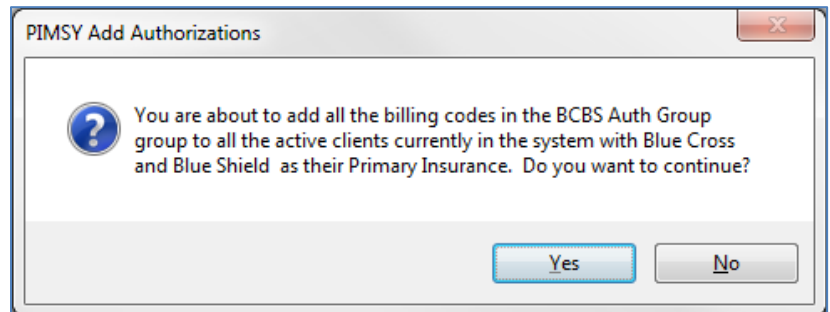 PIMSY Add Authorizations
You are about to add all the billing codes in the BCBS Auth Group
group to all the active clients currently in the system with Blue Cross
and Blue Shield  as their Primary Insurance.  Do you want to continue?
Yes
No